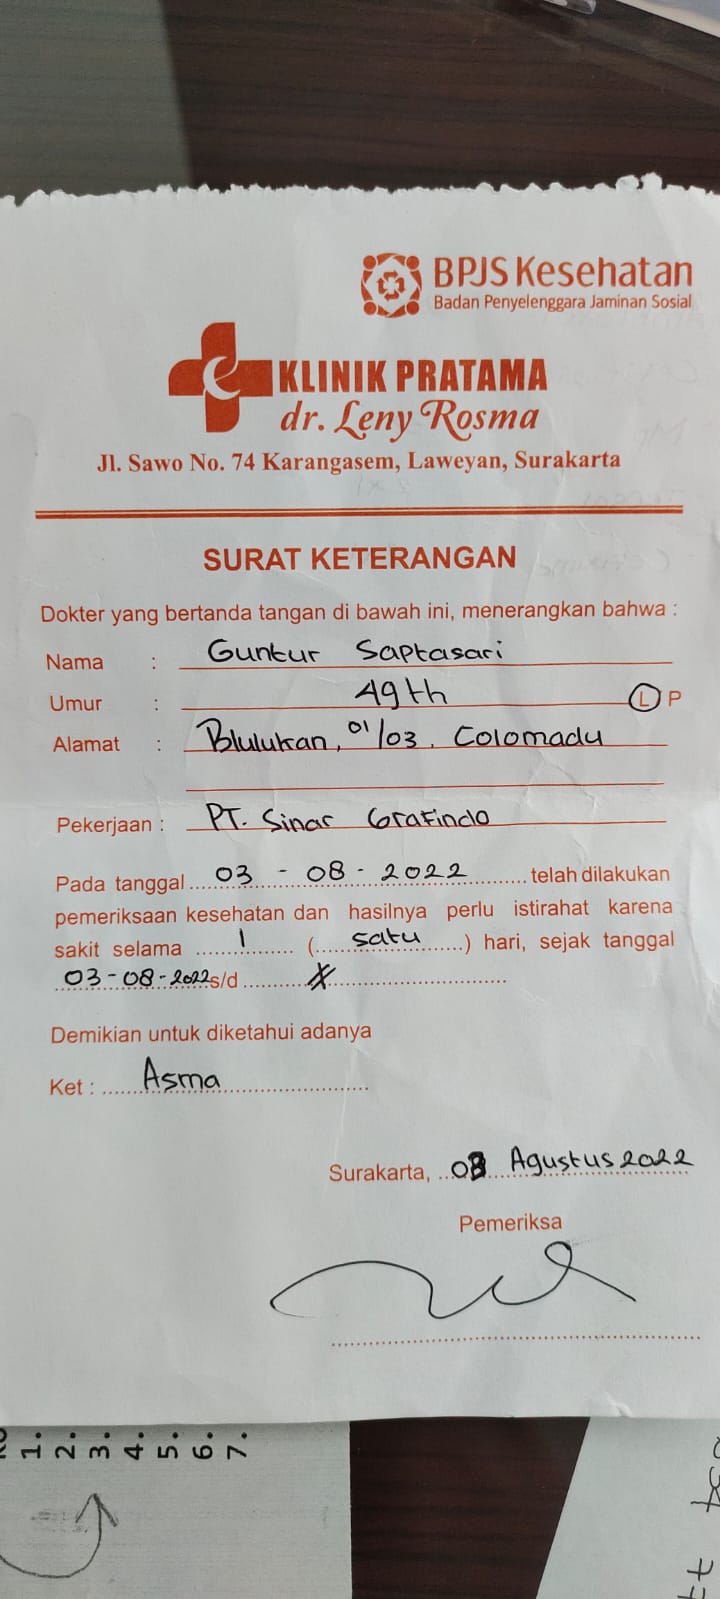 BPJS Kesehatan
Badan Penyelenggara Jaminan Sosial
KLINIK PRATAMA
dr. Leny Rosma
Jl. Sawo No. 74 Karangasem, Laweyan, Surakarta
SURAT KETERANGAN
Dokter yang bertanda tangan di bawah ini, menerangkan bahwa :
Nama : Guntur Saptasari
Umur : 49 th L P
Alamat : Blulukan, 01/03. Colomadu
Pekerjaan : PT. Sinar Grafindo
Pada tanggal 03 - 08 - 2022 telah dilakukan
pemeriksaan kesehatan dan hasilnya perlu istirahat karena
sakit selama 1 (satu) hari, sejak tanggal
03-08-2022 s/d
Demikian untuk diketahui adanya
Ket : Asma
Surakarta, 03 Agustus 2022
Pemeriksa
1.
2.
3.
4.
5.
6.
7.